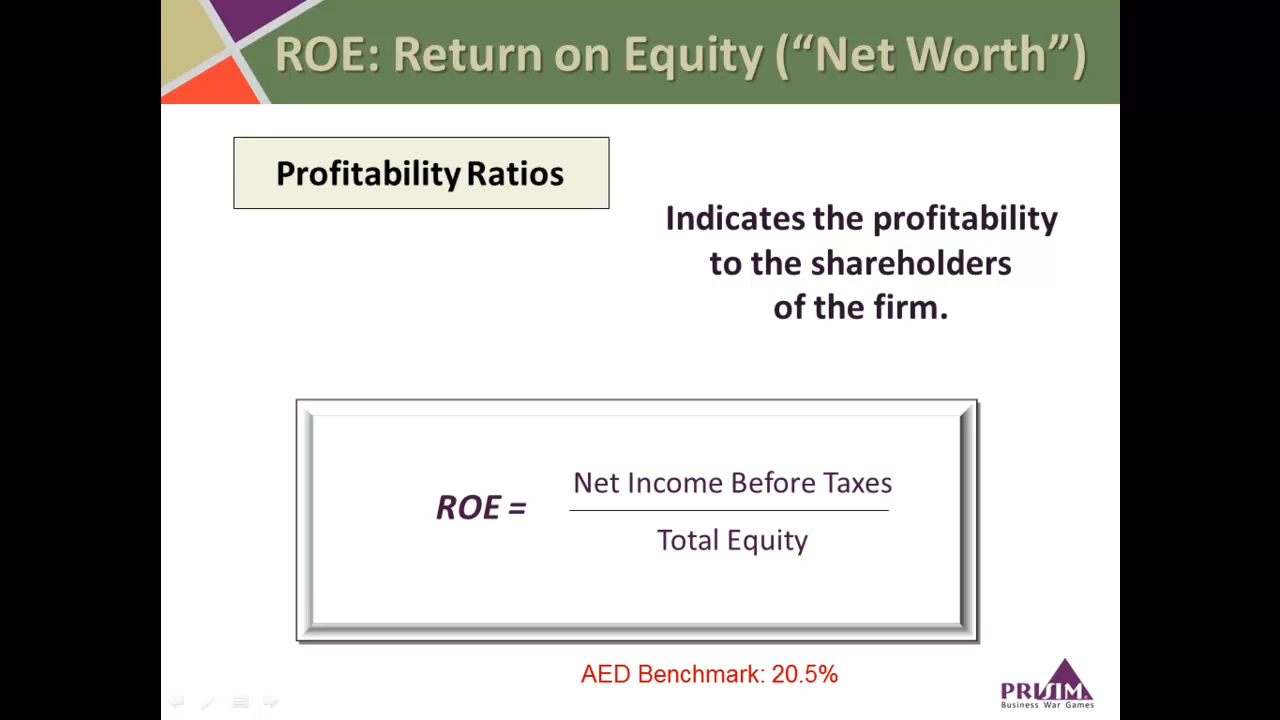 ROE: Return on Equity (“Net Worth”)
Profitability Ratios
Indicates the profitability
to the shareholders
of the firm.
Net Income Before Taxes
ROE =
Total Equity
AED Benchmark: 20.5%
PRISIM
Business War Games